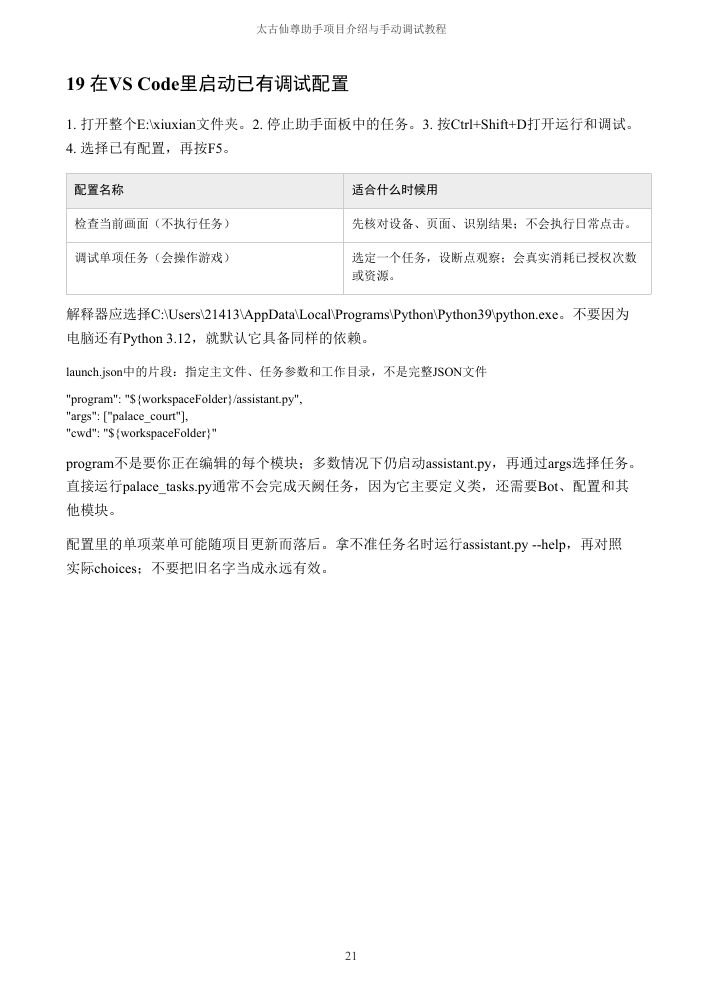 太古仙尊助手项目介绍与手动调试教程
19 在VS Code里启动已有调试配置
1. 打开整个E:\xiuxian文件夹。2. 停止助手面板中的任务。3. 按Ctrl+Shift+D打开运行和调试。
4. 选择已有配置，再按F5。
配置名称
适合什么时候用
检查当前画面（不执行任务）
先核对设备、页面、识别结果；不会执行日常点击。
调试单项任务（会操作游戏）
选定一个任务，设断点观察；会真实消耗已授权次数
或资源。
解释器应选择C:\Users\21413\AppData\Local\Programs\Python\Python39\python.exe。不要因为
电脑还有Python 3.12，就默认它具备同样的依赖。
launch.json中的片段：指定主文件、任务参数和工作目录，不是完整JSON文件
"program": "${workspaceFolder}/assistant.py",
"args": ["palace_court"],
"cwd": "${workspaceFolder}"
program不是要你正在编辑的每个模块；多数情况下仍启动assistant.py，再通过args选择任务。
直接运行palace_tasks.py通常不会完成天阙任务，因为它主要定义类，还需要Bot、配置和其
他模块。
配置里的单项菜单可能随项目更新而落后。拿不准任务名时运行assistant.py --help，再对照
实际choices；不要把旧名字当成永远有效。
21